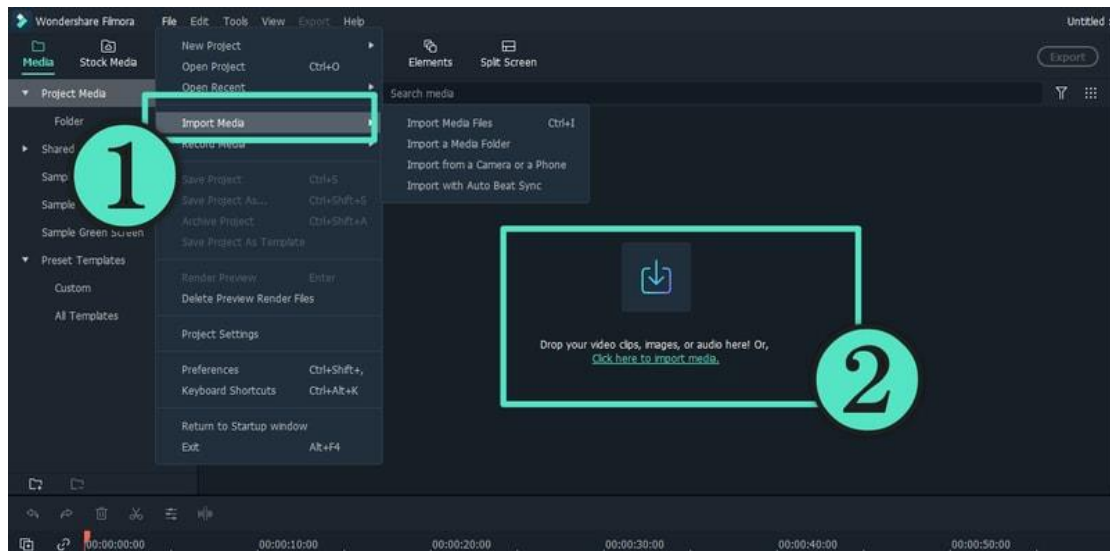 Wondershare Filmora File Edit Tools View Export Help Untitled
Media Stock Media Elements Split Screen Export
Project Media
Folder
Shared
Samp
Sample
Sample Green Screen
Preset Templates
Custom
All Templates
New Project
Open Project Ctrl+O
Open Recent
Import Media
Record Media
Save Project Ctrl+S
Save Project As... Ctrl+Shift+S
Archive Project Ctrl+Shift+A
Save Project As Template
Render Preview Enter
Delete Preview Render Files
Project Settings
Preferences Ctrl+Shift+,
Keyboard Shortcuts Ctrl+Alt+K
Return to Startup window
Exit Alt+F4
Search media
Import Media Files Ctrl+I
Import a Media Folder
Import from a Camera or a Phone
Import with Auto Beat Sync
1
Drop your video clips, images, or audio here! Or,
Click here to import media.
2
00:00:00:00 00:00:10:00 00:00:20:00 00:00:30:00 00:00:40:00 00:00:50:00